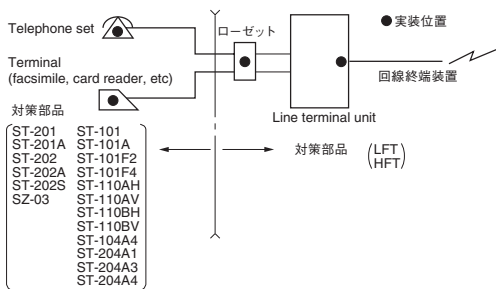 Telephone set
ローゼット
●実装位置
Terminal
(facsimile, card reader, etc)
回線終端装置
Line terminal unit
対策部品
対策部品 (LFT
HFT)
ST-201 ST-101
ST-201A ST-101A
ST-202 ST-101F2
ST-202A ST-101F4
ST-202S ST-110AH
SZ-03 ST-110AV
ST-110BH
ST-110BV
ST-104A4
ST-204A1
ST-204A3
ST-204A4